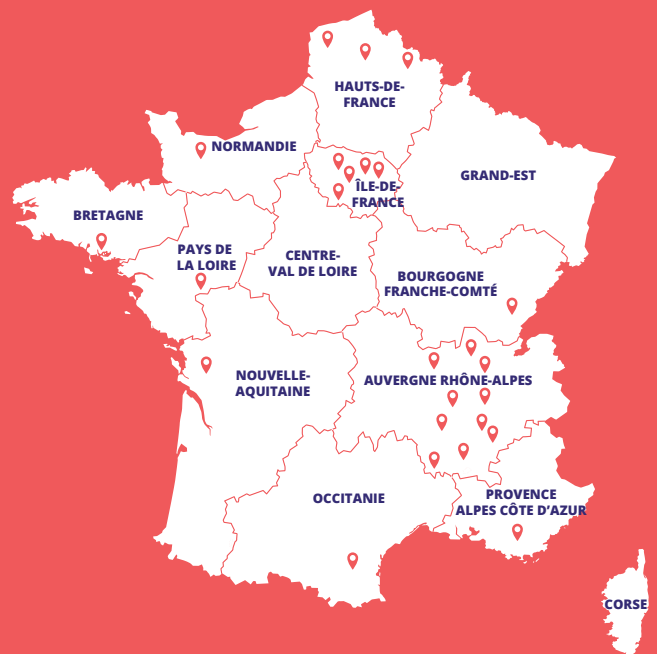 HAUTS-DE-
FRANCE
NORMANDIE
ÎLE-DE-
FRANCE
GRAND-EST
BRETAGNE
PAYS DE
LA LOIRE
CENTRE-
VAL DE LOIRE
BOURGOGNE
FRANCHE-COMTÉ
NOUVELLE-
AQUITAINE
AUVERGNE RHÔNE-ALPES
OCCITANIE
PROVENCE
ALPES CÔTE D'AZUR
CORSE